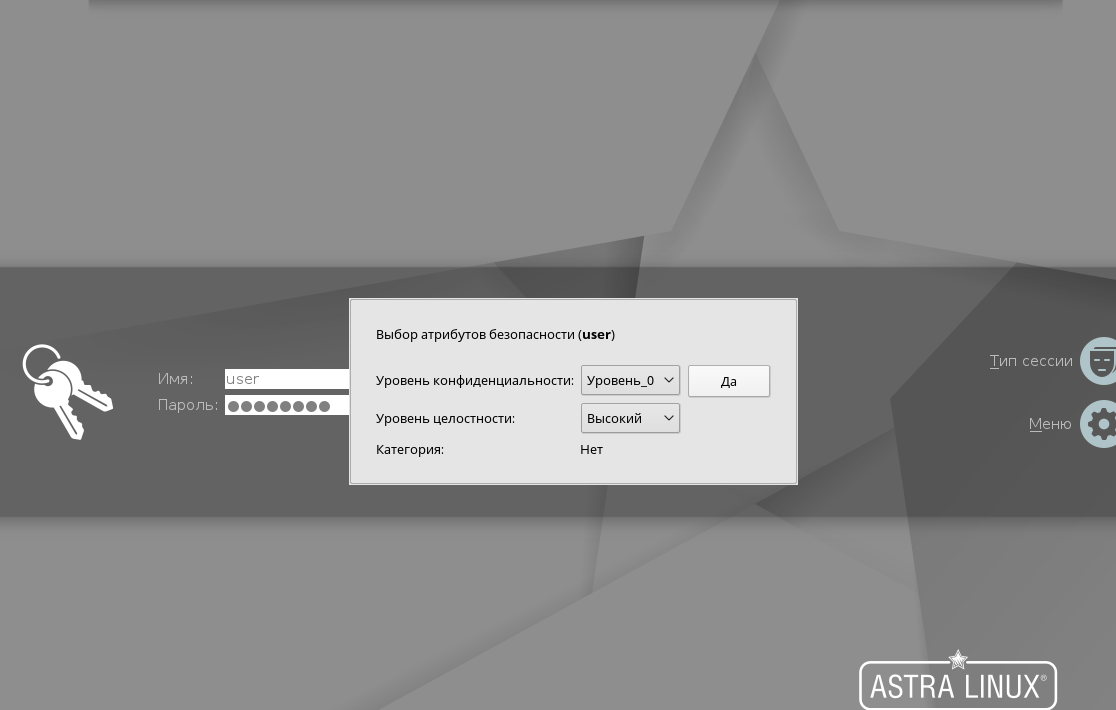 Выбор атрибутов безопасности (user)
Уровень конфиденциальности: Уровень_0 Да
Уровень целостности: Высокий
Категория: Нет
Имя: user
Пароль:
Тип сессии
Меню
ASTRA LINUX®